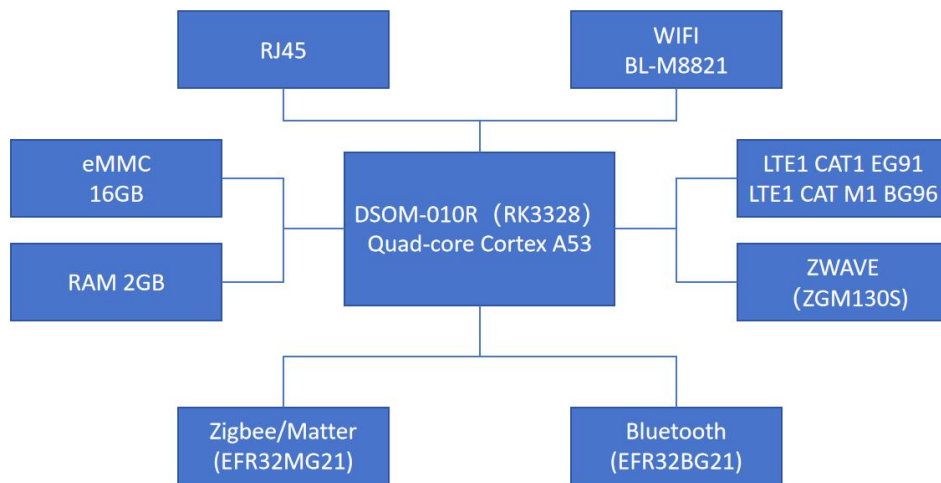 RJ45
WIFI
BL-M8821
eMMC
16GB
DSOM-010R（RK3328）
Quad-core Cortex A53
LTE1 CAT1 EG91
LTE1 CAT M1 BG96
RAM 2GB
ZWAVE
（ZGM130S）
Zigbee/Matter
(EFR32MG21)
Bluetooth
(EFR32BG21)